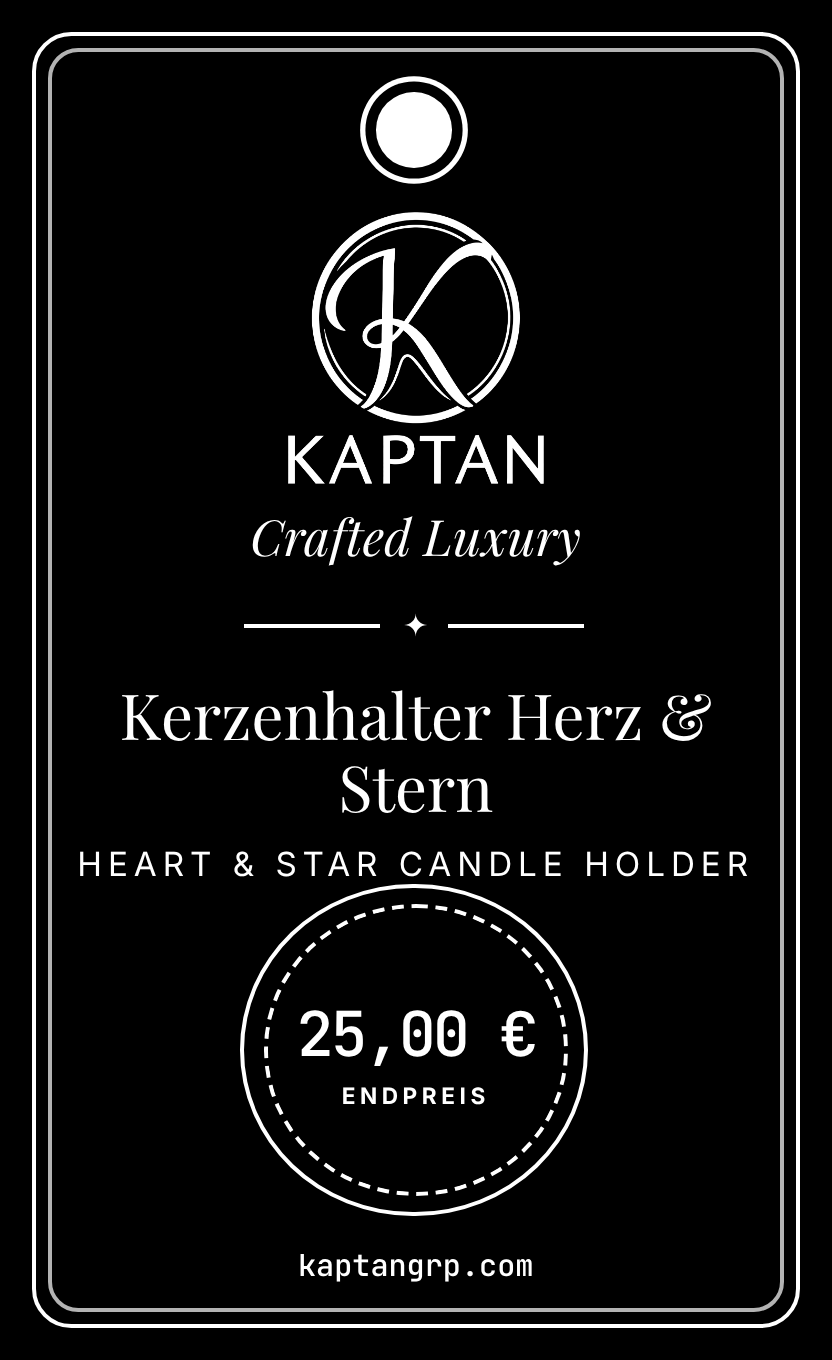 K
KAPTAN
Crafted Luxury
Kerzenhalter Herz &
Stern
HEART & STAR CANDLE HOLDER
25,00 €
ENDPREIS
kaptangrp.com